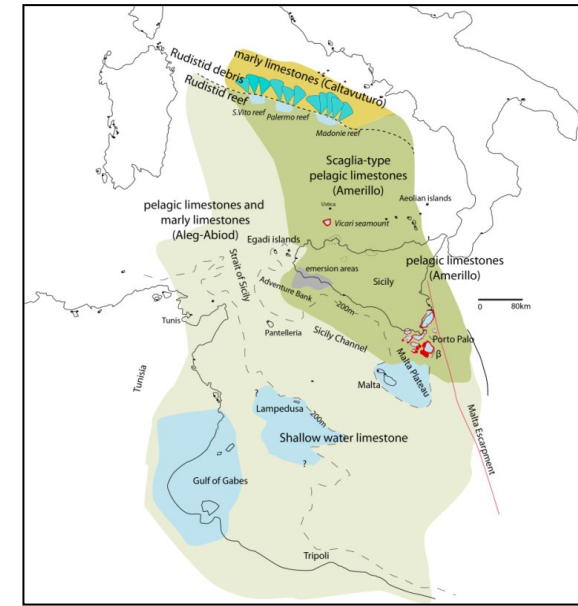 marly limestones (Caltavuturo)
Rudistid debris
Rudistid reef
S.Vito reef
Palermo reef
Madonie reef
Scaglia-type
pelagic limestones
(Amerillo)
Ustica
Aeolian islands
Vicari seamount
pelagic limestones and
marly limestones
(Aleg-Abiod)
Egadi islands
pelagic limestones
(Amerillo)
Strait of Sicily
emersion areas
Sicily
Adventure Bank
-200m
0
80km
Tunis
Pantelleria
Sicily Channel
Porto Palo
β
Malta Plateau
Malta
Tunisia
?
Lampedusa
-200m
Malta Escarpment
Shallow water limestone
?
Gulf of Gabes
Tripoli